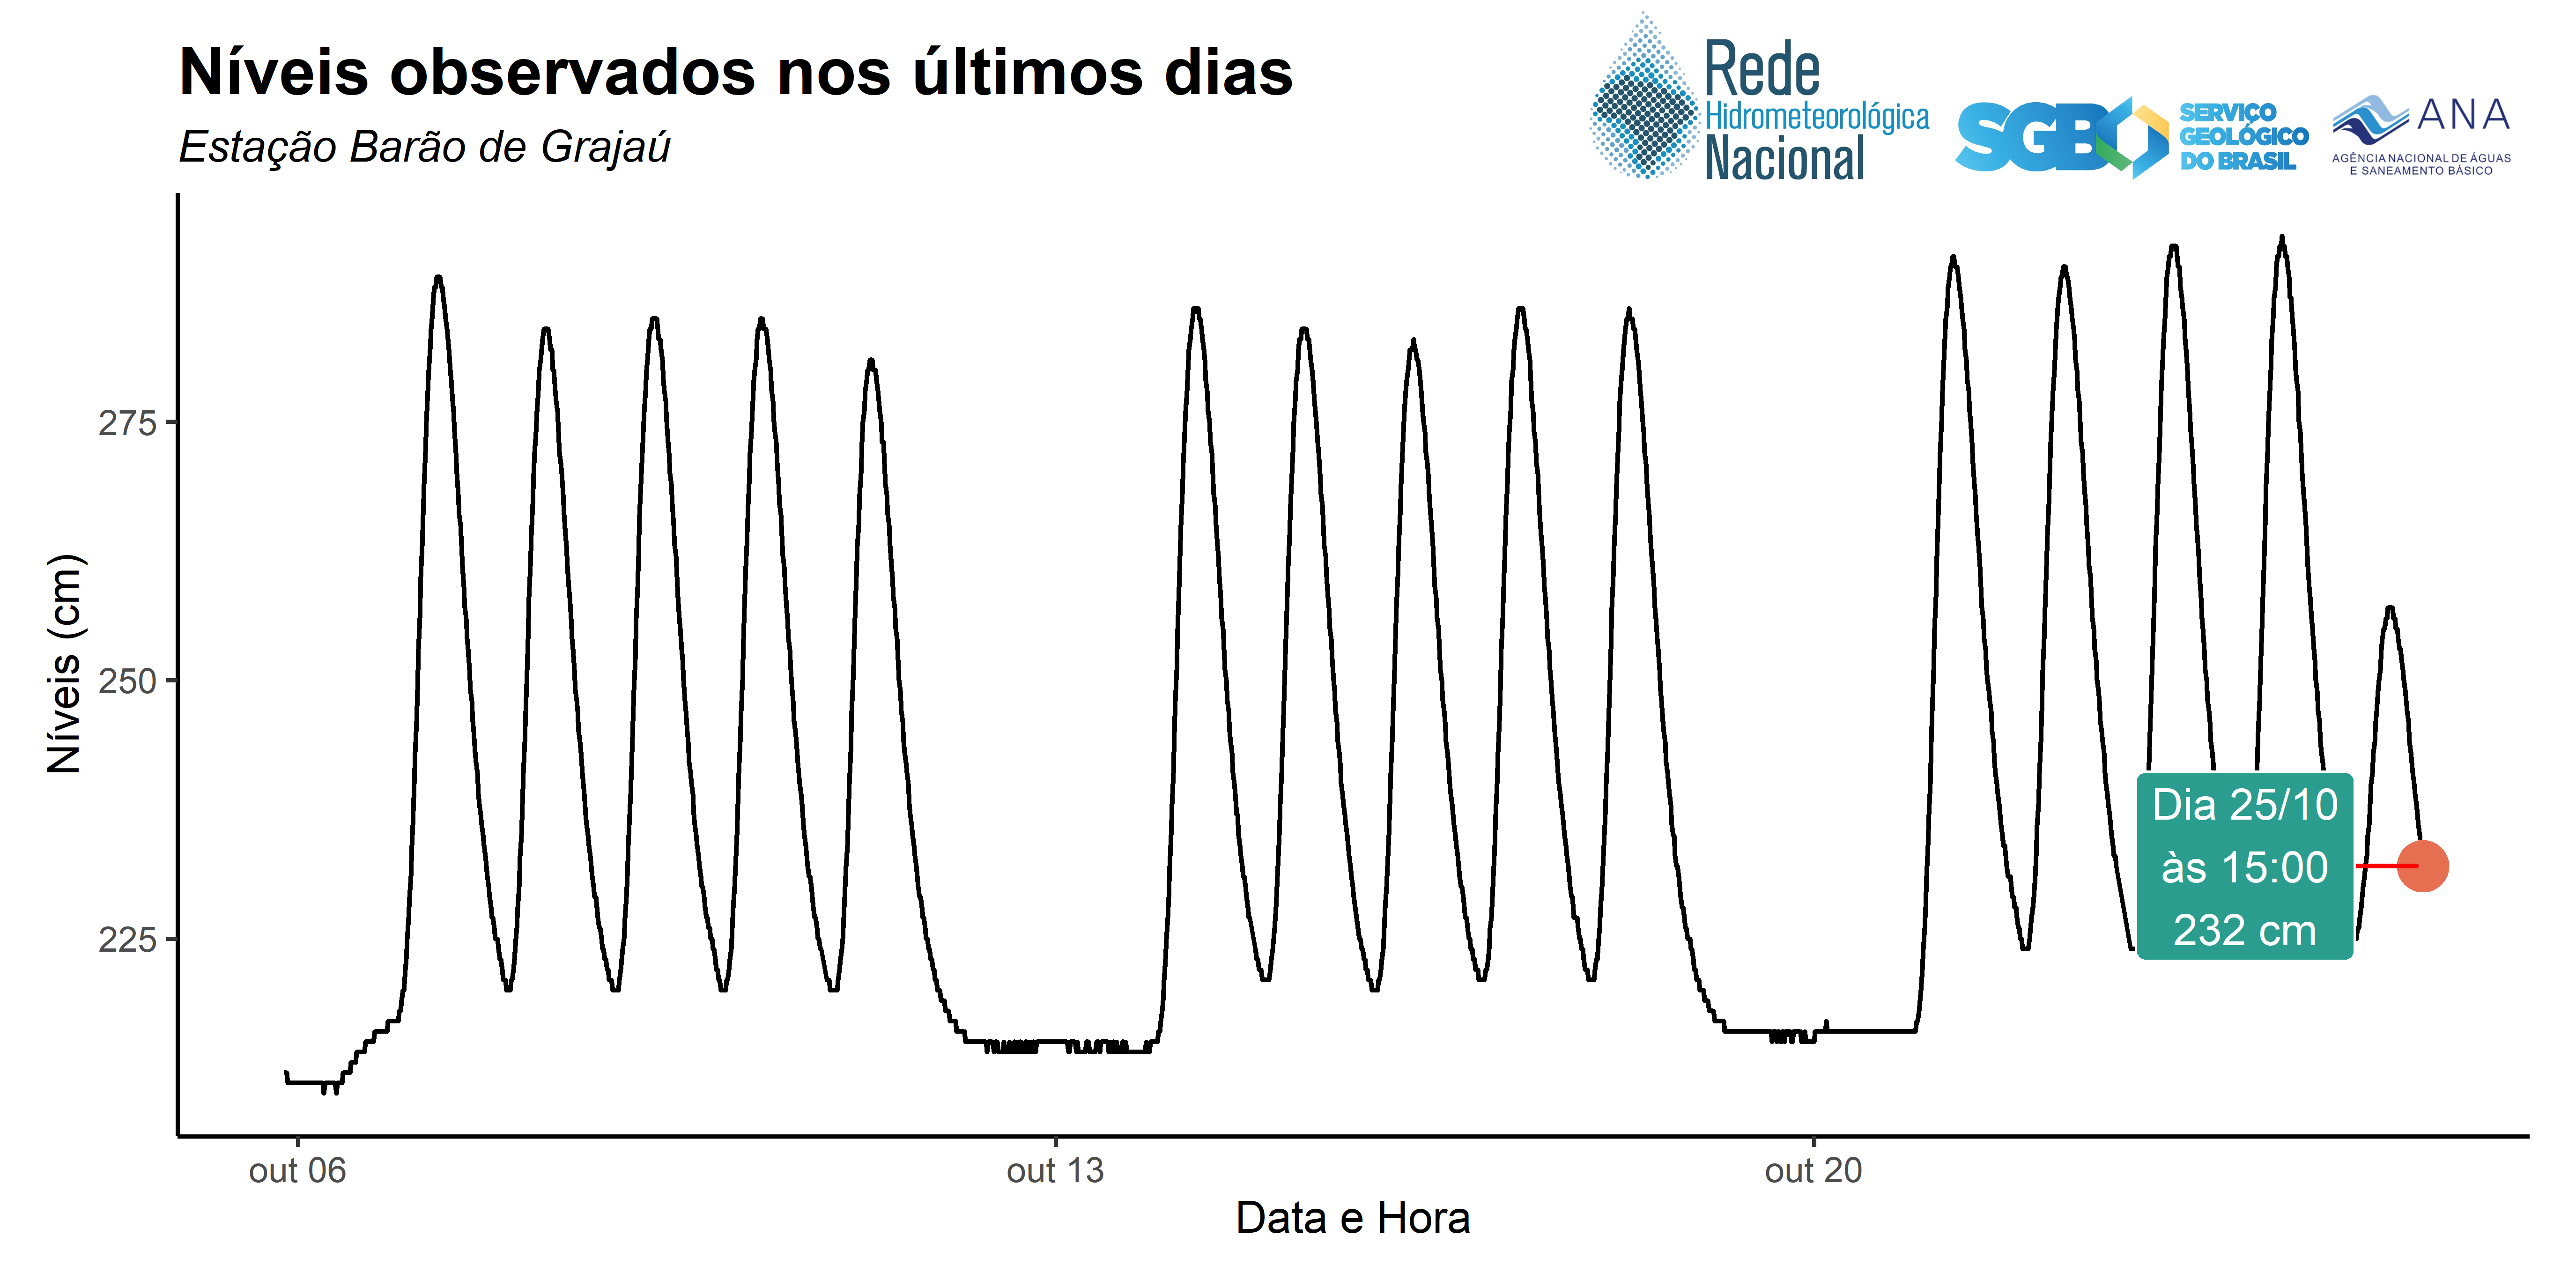 Níveis observados nos últimos dias
Estação Barão de Grajaú
Rede
Hidrometeorológica
Nacional
SGB
SERVIÇO
GEOLÓGICO
DO BRASIL
ANA
AGÊNCIA NACIONAL DE ÁGUAS
E SANEAMENTO BÁSICO
Níveis (cm)
275
250
225
Dia 25/10
às 15:00
232 cm
out 06
out 13
out 20
Data e Hora